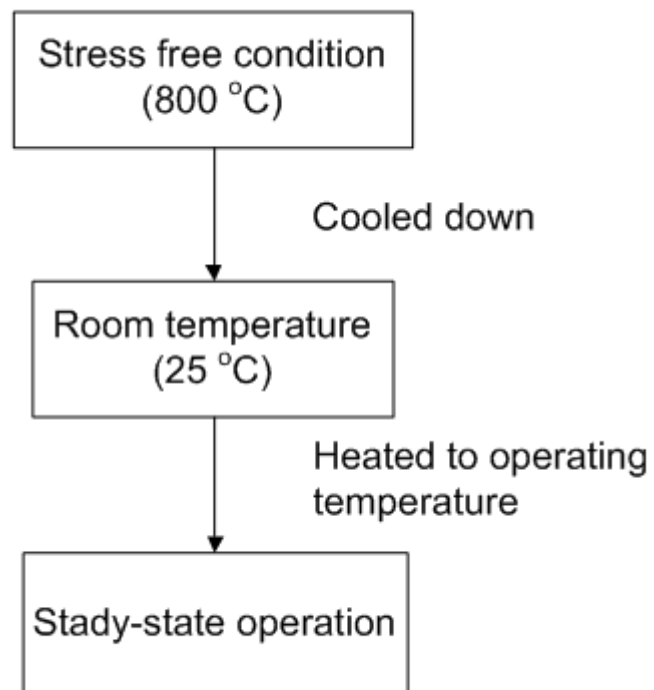 Stress free condition
(800 °C)
Cooled down
Room temperature
(25 °C)
Heated to operating
temperature
Stady-state operation